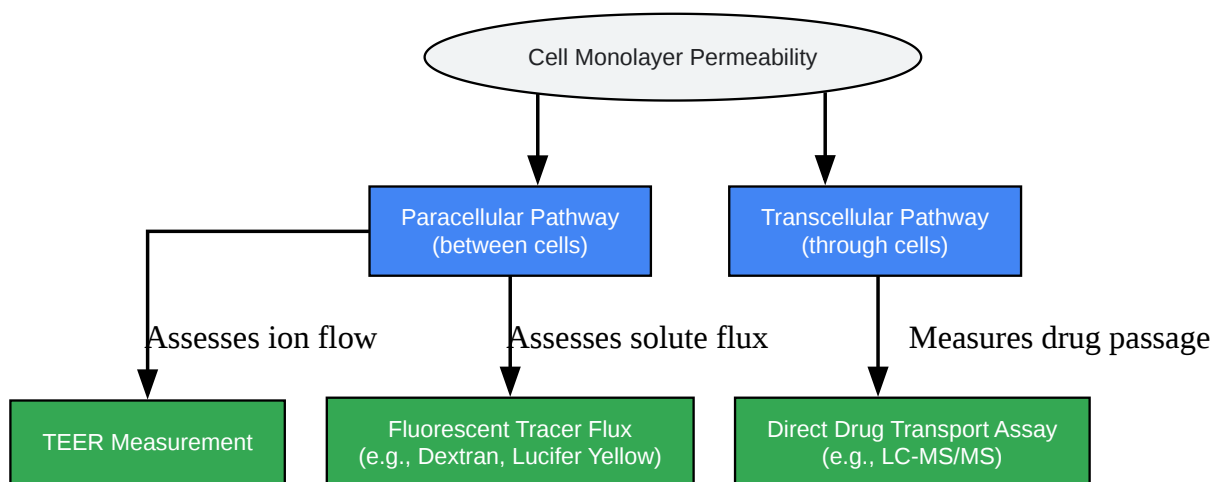 Cell Monolayer Permeability
Paracellular Pathway
(between cells)
Transcellular Pathway
(through cells)
Assesses ion flow
Assesses solute flux
Measures drug passage
TEER Measurement
Fluorescent Tracer Flux
(e.g., Dextran, Lucifer Yellow)
Direct Drug Transport Assay
(e.g., LC-MS/MS)